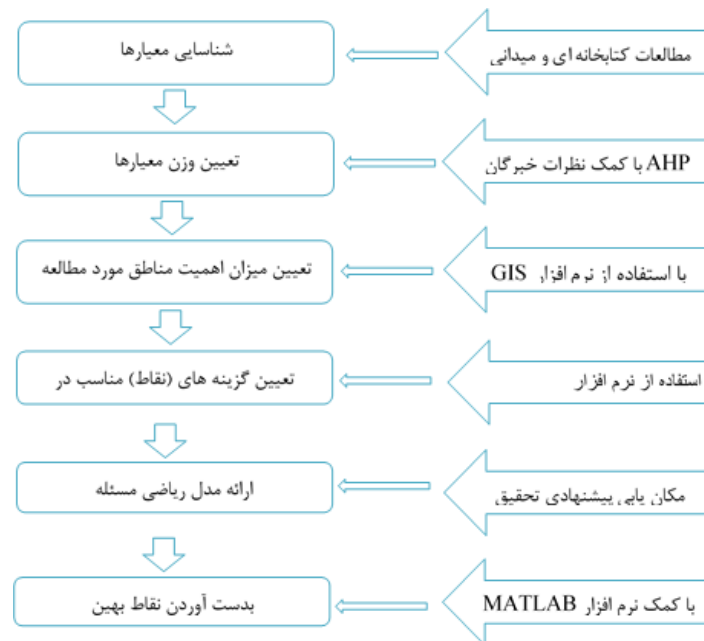 مطالعات کتابخانه ای و میدانی
شناسایی معیارها
AHP با کمک نظرات خبرگان
تعیین وزن معیارها
با استفاده از نرم افزار GIS
تعیین میزان اهمیت مناطق مورد مطالعه
استفاده از نرم افزار
تعیین گزینه های (نقاط) مناسب در
مکان یابی پیشنهادی تحقیق
ارائه مدل ریاضی مسئله
با کمک نرم افزار MATLAB
بدست آوردن نقاط بهین